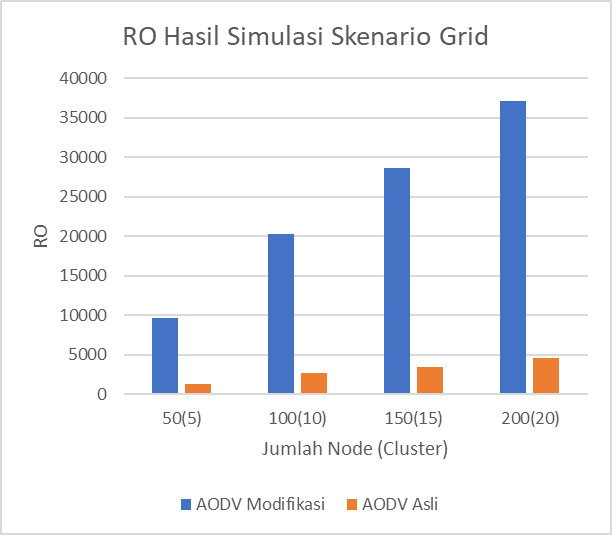 RO Hasil Simulasi Skenario Grid
40000
35000
30000
25000
20000
15000
10000
5000
0
RO
50(5) 100(10) 150(15) 200(20)
Jumlah Node (Cluster)
AODV Modifikasi AODV Asli